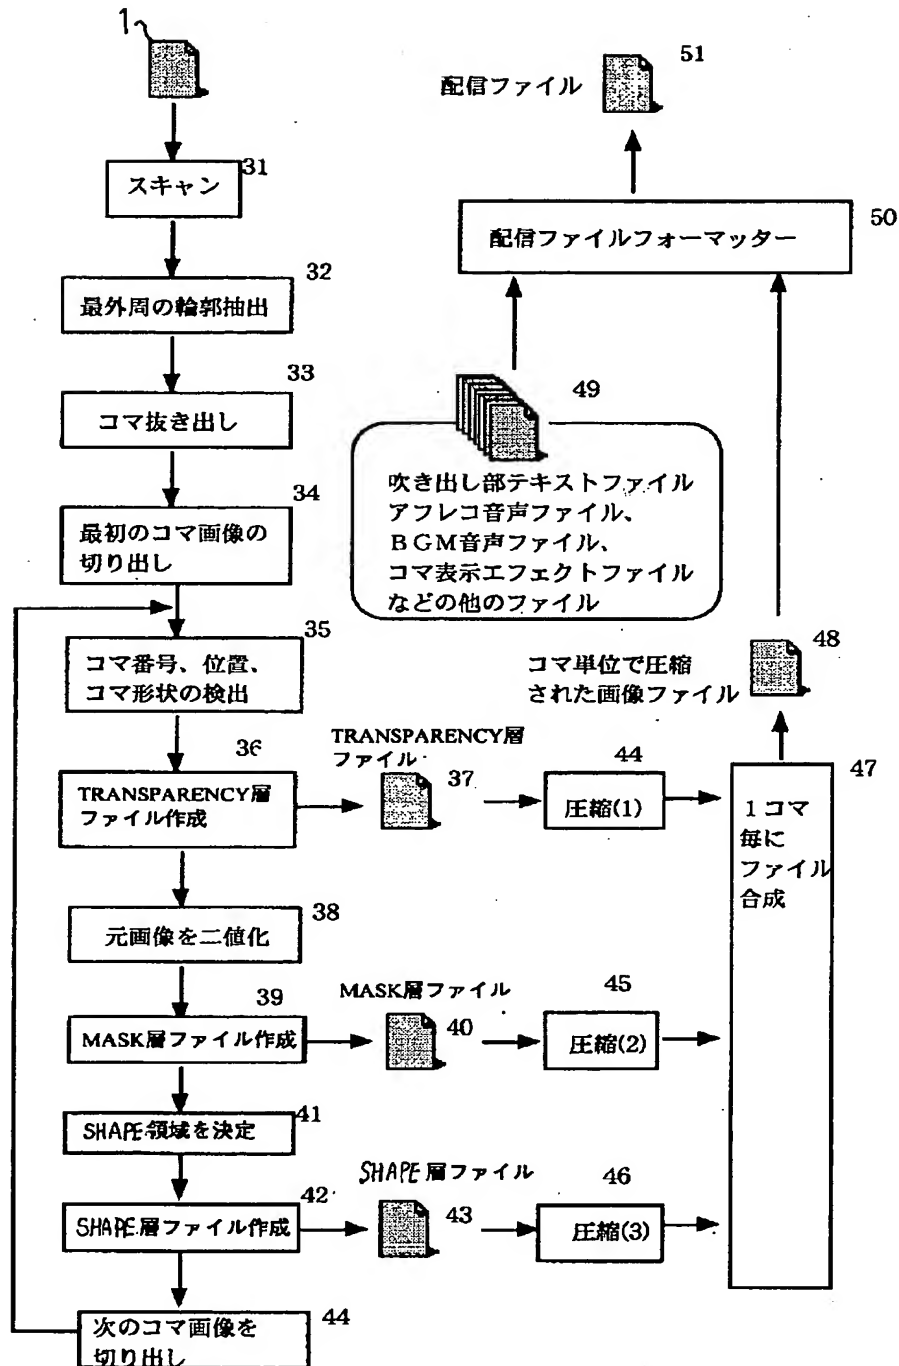 1
スキャン
31
最外周の輪郭抽出
32
コマ抜き出し
33
最初のコマ画像の
切り出し
34
コマ番号、位置、
コマ形状の検出
35
TRANSPARENCY層
ファイル作成
36
TRANSPARENCY層
ファイル
37
圧縮(1)
44
元画像を二値化
38
MASK層ファイル作成
39
MASK層ファイル
40
圧縮(2)
45
SHAPE領域を決定
41
SHAPE層ファイル作成
42
SHAPE層ファイル
43
圧縮(3)
46
次のコマ画像を
切り出し
44
1コマ
毎に
ファイル
合成
47
コマ単位で圧縮
された画像ファイル
48
吹き出し部テキストファイル
アフレコ音声ファイル、
BGM音声ファイル、
コマ表示エフェクトファイル
などの他のファイル
49
配信ファイルフォーマッター
50
配信ファイル
51